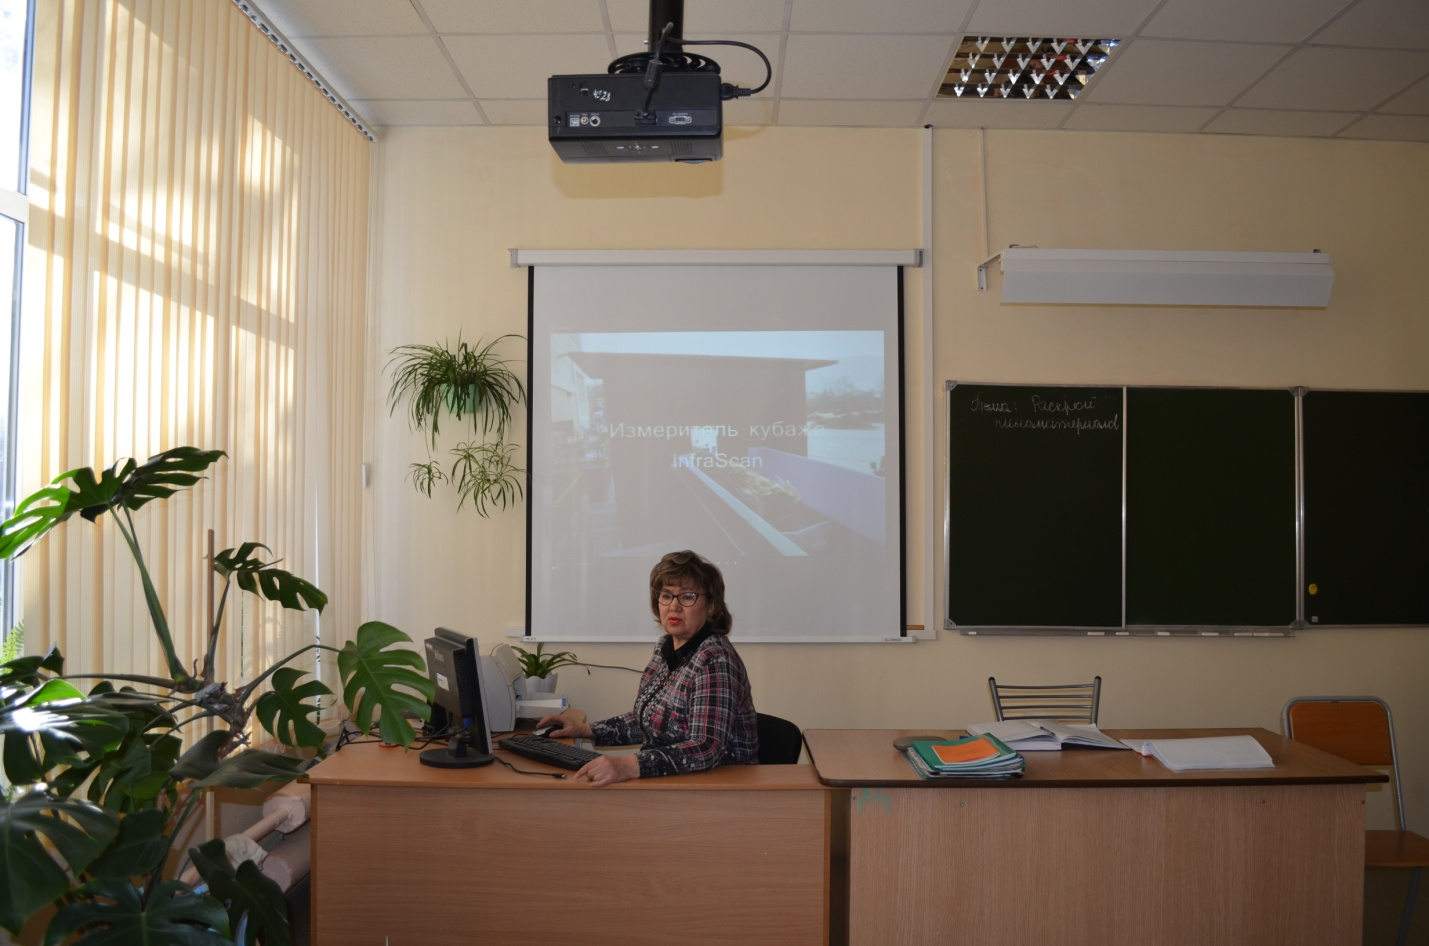 Измеритель кубажа
InfraScan
Тема: Раскрой
пиломатериалов